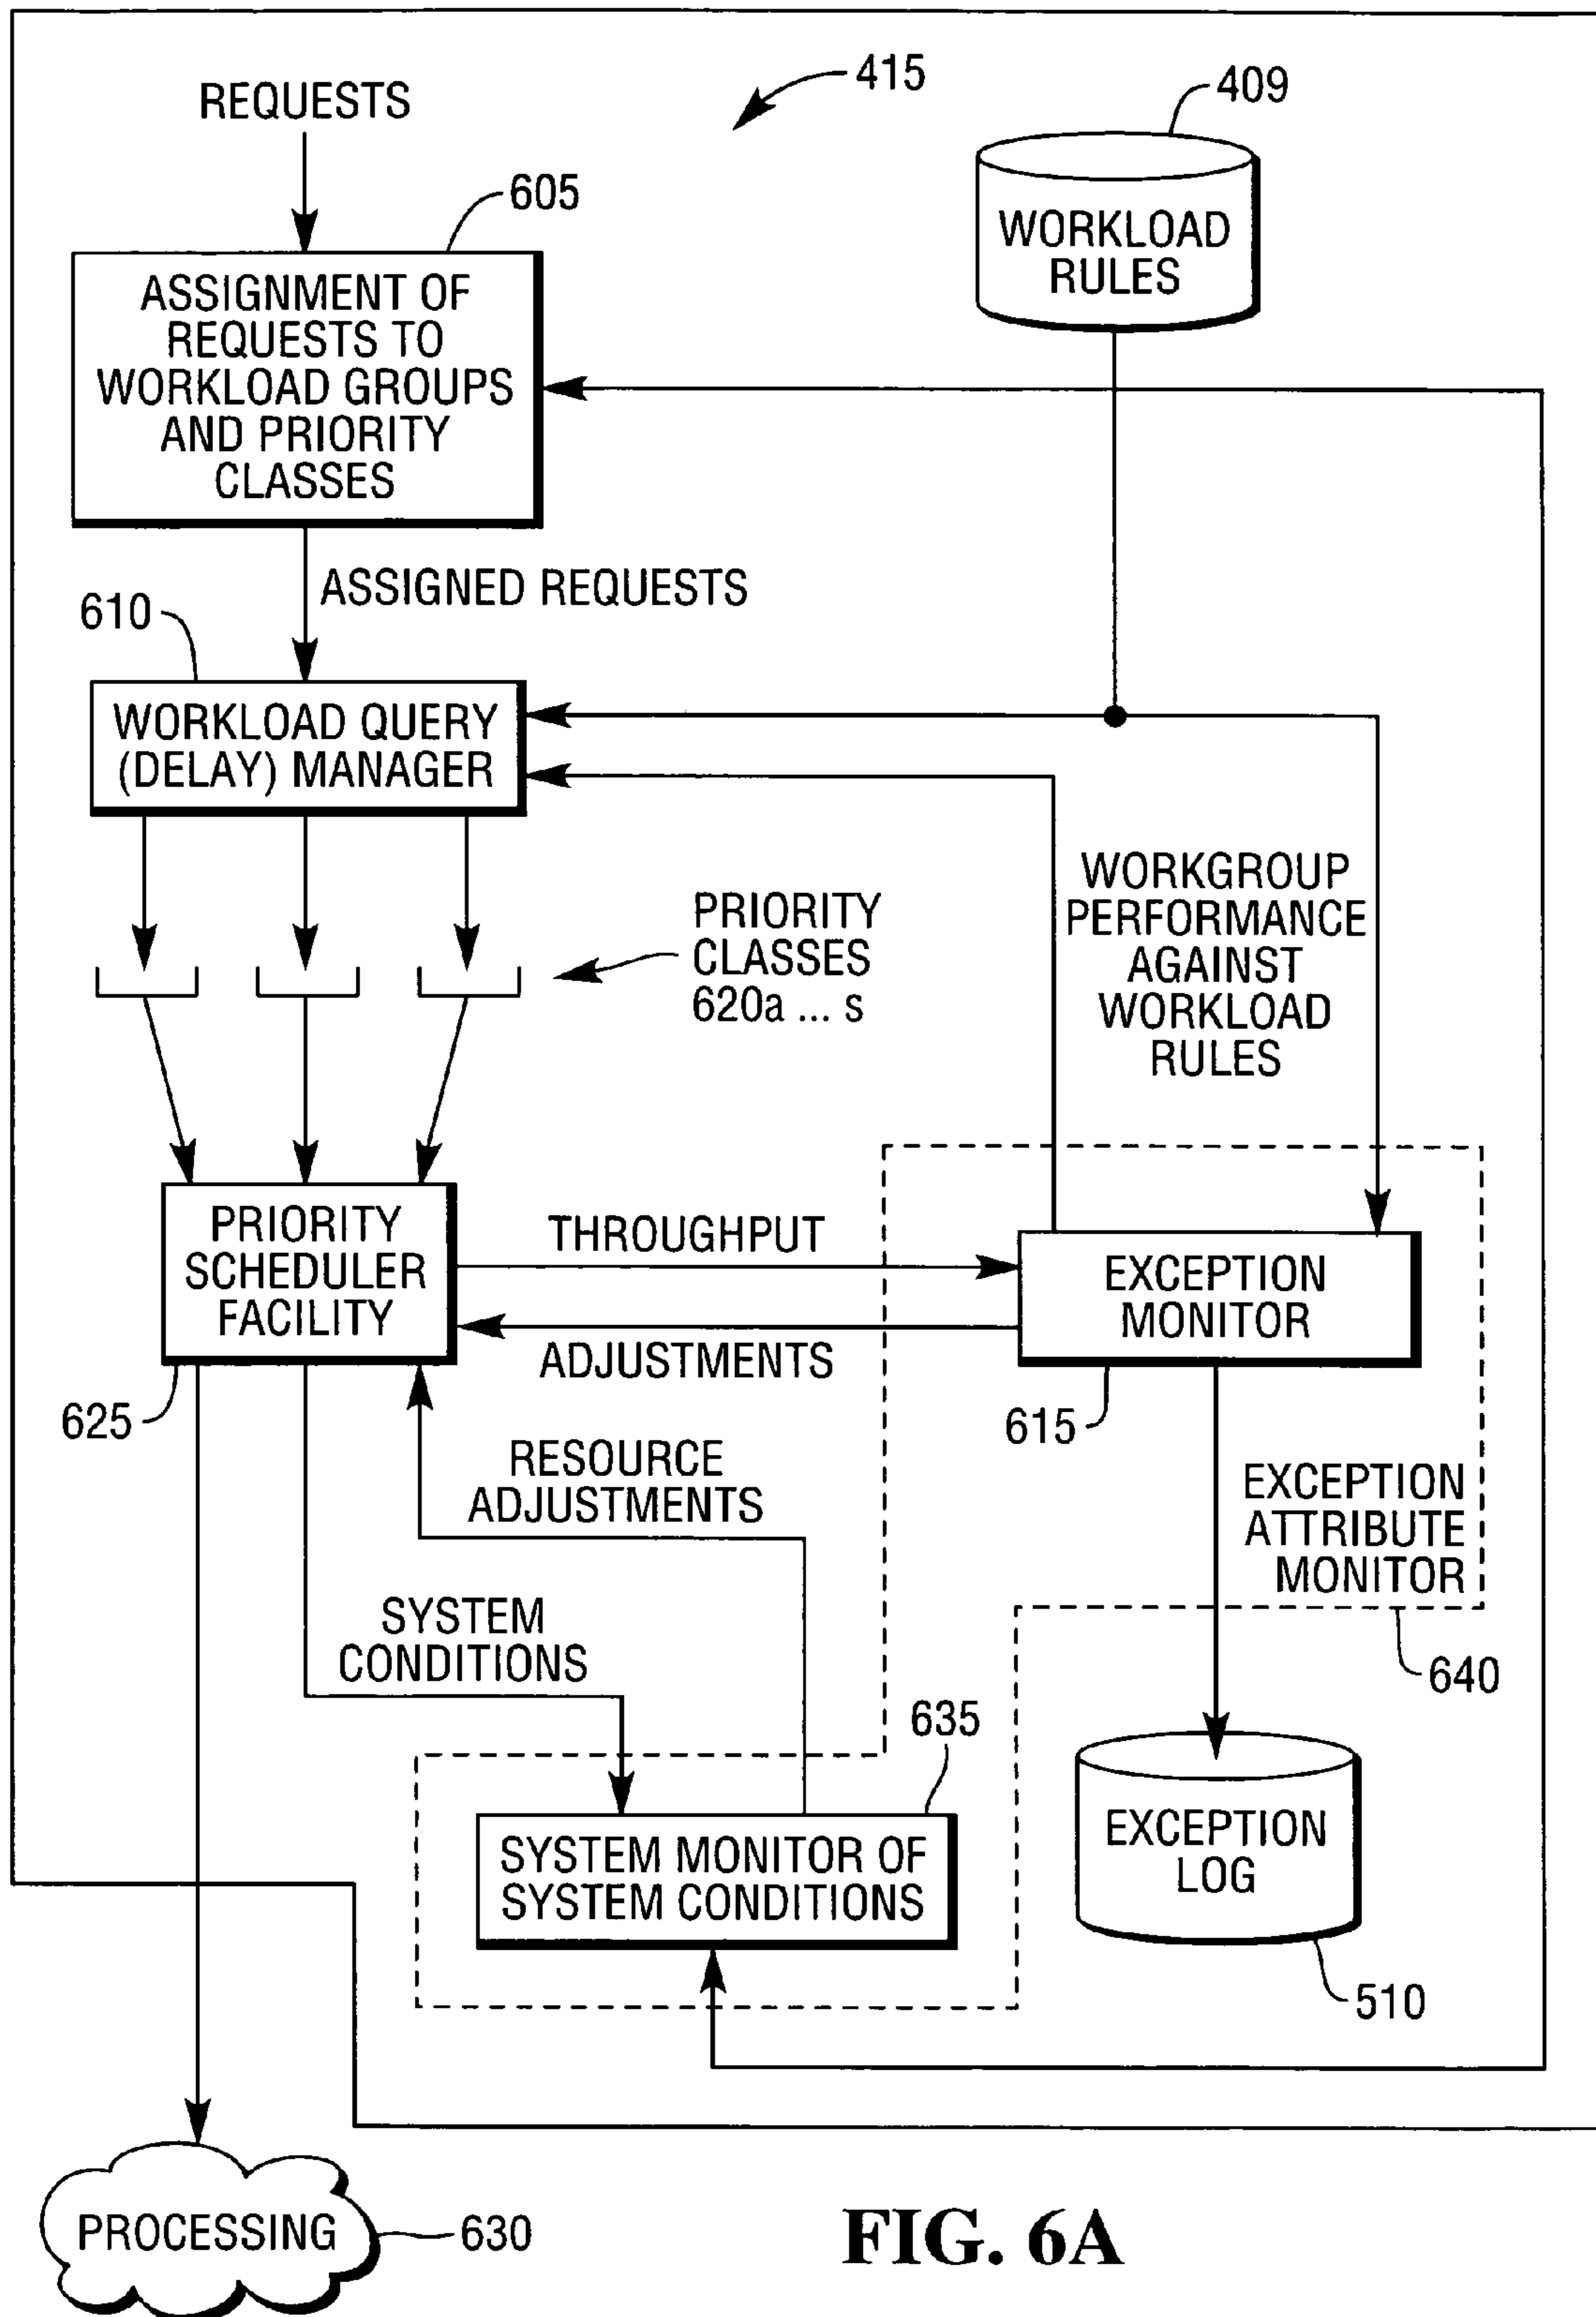 REQUESTS
415
409
605
WORKLOAD
RULES
ASSIGNMENT OF
REQUESTS TO
WORKLOAD GROUPS
AND PRIORITY
CLASSES
ASSIGNED REQUESTS
610
WORKLOAD QUERY
(DELAY) MANAGER
PRIORITY
CLASSES
620a ... s
WORKGROUP
PERFORMANCE
AGAINST
WORKLOAD
RULES
PRIORITY
SCHEDULER
FACILITY
THROUGHPUT
EXCEPTION
MONITOR
ADJUSTMENTS
625
615
RESOURCE
ADJUSTMENTS
EXCEPTION
ATTRIBUTE
MONITOR
SYSTEM
CONDITIONS
640
635
SYSTEM MONITOR OF
SYSTEM CONDITIONS
EXCEPTION
LOG
510
PROCESSING
630
FIG. 6A